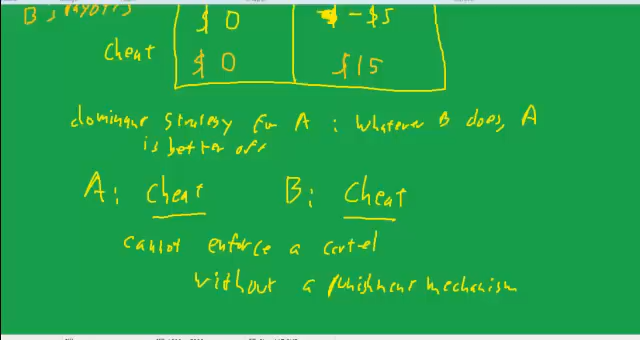 B's payoffs
$0 -$5
Cheat $0 $15
dominant strategy for A: Whatever B does, A
is better off
A: Cheat B: Cheat
cannot enforce a cartel
without a punishment mechanism